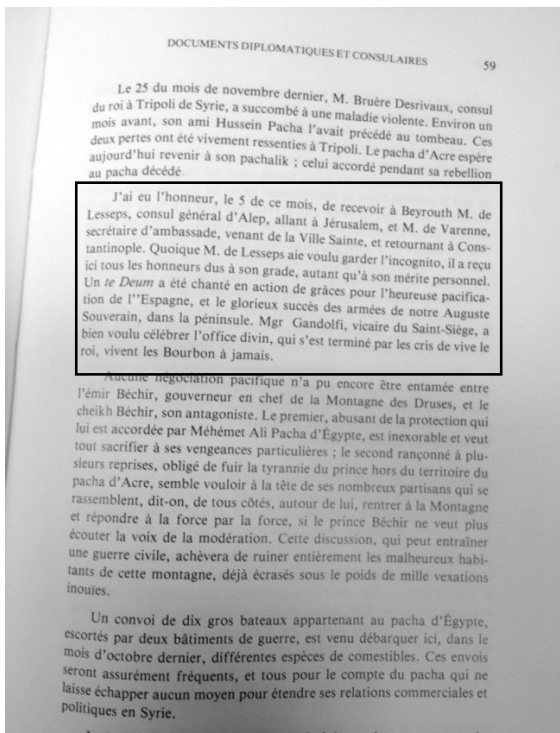 DOCUMENTS DIPLOMATIQUES ET CONSULAIRES 59
Le 25 du mois de novembre dernier, M. Bruère Desrivaux, consul
du roi à Tripoli de Syrie, a succombé à une maladie violente. Environ un
mois avant, son ami Hussein Pacha l'avait précédé au tombeau. Ces
deux pertes ont été vivement ressenties à Tripoli. Le pacha d'Acre espère
aujourd'hui revenir à son pachalik ; celui accordé pendant sa rebellion
au pacha décédé.
J'ai eu l'honneur, le 5 de ce mois, de recevoir à Beyrouth M. de
Lesseps, consul général d'Alep, allant à Jérusalem, et M. de Varenne,
secrétaire d'ambassade, venant de la Ville Sainte, et retournant à Cons-
tantinople. Quoique M. de Lesseps aie voulu garder l'incognito, il a reçu
ici tous les honneurs dus à son grade, autant qu'à son mérite personnel.
Un te Deum a été chanté en action de grâces pour l'heureuse pacifica-
tion de l''Espagne, et le glorieux succès des armées de notre Auguste
Souverain, dans la péninsule. Mgr Gandolfi, vicaire du Saint-Siège, a
bien voulu célébrer l'office divin, qui s'est terminé par les cris de vive le
roi, vivent les Bourbon à jamais.
Aucune négociation pacifique n'a pu encore être entamée entre
l'émir Béchir, gouverneur en chef de la Montagne des Druses, et le
cheikh Béchir, son antagoniste. Le premier, abusant de la protection qui
lui est accordée par Méhémet Ali Pacha d'Égypte, est inexorable et veut
tout sacrifier à ses vengeances particulières ; le second rançonné à plu-
sieurs reprises, obligé de fuir la tyrannie du prince hors du territoire du
pacha d'Acre, semble vouloir à la tête de ses nombreux partisans qui se
rassemblent, dit-on, de tous côtés, autour de lui, rentrer à la Montagne
et répondre à la force par la force, si le prince Béchir ne veut plus
écouter la voix de la modération. Cette discussion, qui peut entraîner
une guerre civile, achèvera de ruiner entièrement les malheureux habi-
tants de cette montagne, déjà écrasés sous le poids de mille vexations
inouïes.
Un convoi de dix gros bateaux appartenant au pacha d'Égypte,
escortés par deux bâtiments de guerre, est venu débarquer ici, dans le
mois d'octobre dernier, différentes espèces de comestibles. Ces envois
seront assurément fréquents, et tous pour le compte du pacha qui ne
laisse échapper aucun moyen pour étendre ses relations commerciales et
politiques en Syrie.